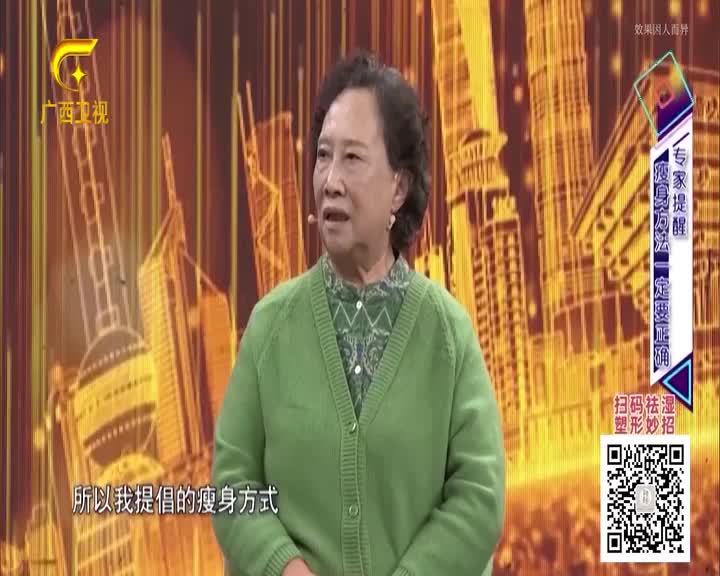 效果因人而异
广西卫视
专家提醒
瘦身方法一定要正确
扫码祛湿
塑形妙招
所以我提倡的瘦身方式